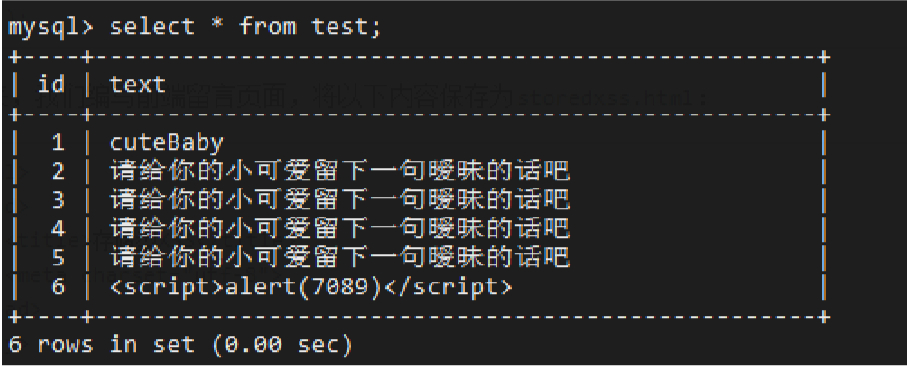 mysql> select * from test;
+----+--------------------------------------------------+
| id | text |
+----+--------------------------------------------------+
| 1 | cuteBaby |
| 2 | 请给你的小可爱留下一句暧昧的话吧
| 3 | 请给你的小可爱留下一句暧昧的话吧
| 4 | 请给你的小可爱留下一句暧昧的话吧
| 5 | 请给你的小可爱留下一句暧昧的话吧
| 6 | <script>alert(7089)</script> |
+----+--------------------------------------------------+
6 rows in set (0.00 sec)